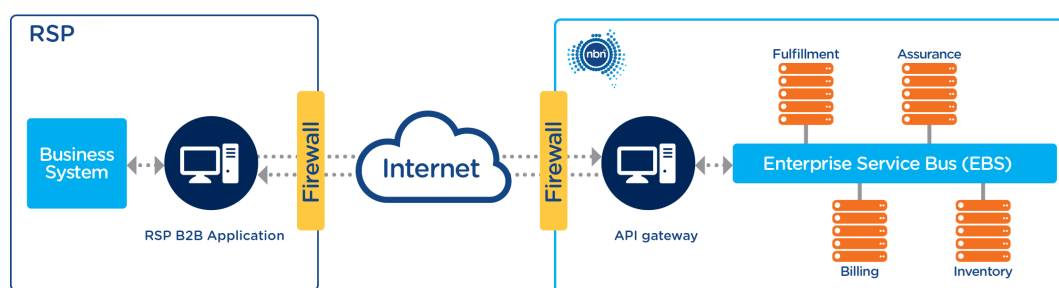 RSP
Business
System
RSP B2B Application
Firewall
Internet
Firewall
nbn
API gateway
Fulfillment
Assurance
Enterprise Service Bus (EBS)
Billing
Inventory